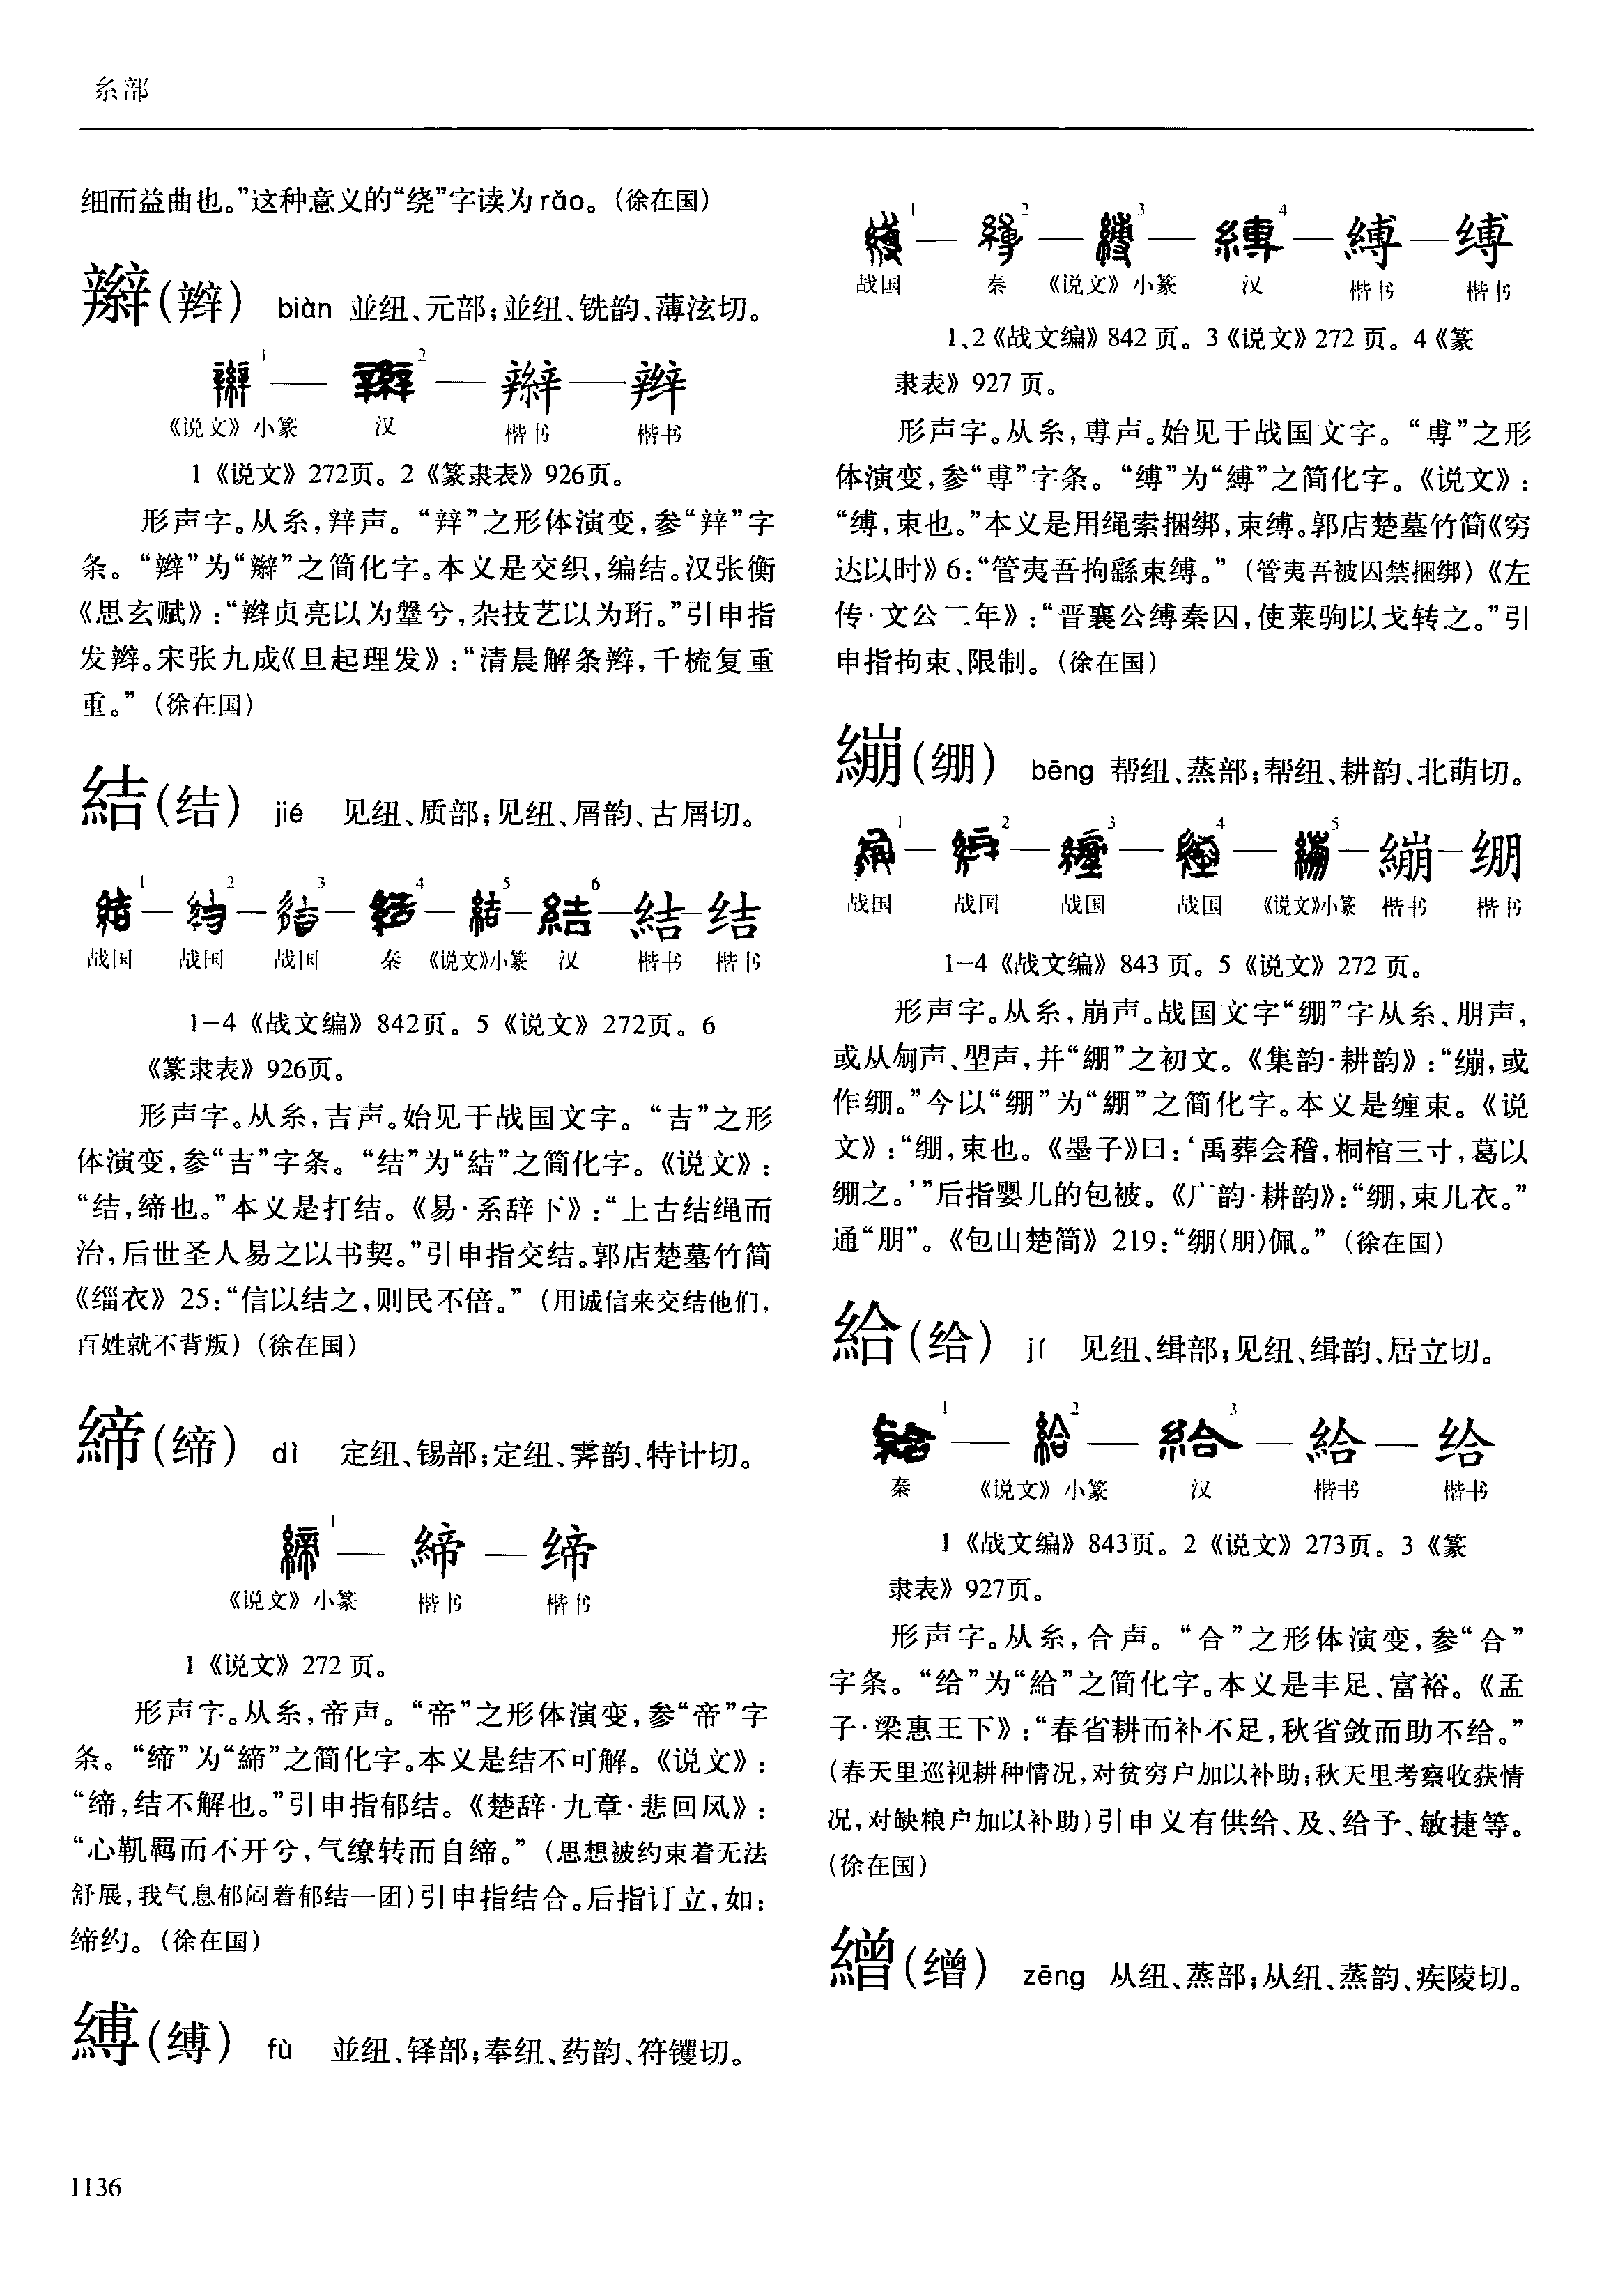 糸部
细而益曲也。”这种意义的“绕”字读为rǎo。（徐在国）
辮（辫） biàn 並纽、元部；並纽、铣韵、薄泫切。
1 — 2 — 辮 — 辫
《说文》小篆 汉 楷书 楷书
1《说文》272页。2《篆隶表》926页。
形声字。从糸，辡声。“辡”之形体演变，参“辡”字
条。“辫”为“辮”之简化字。本义是交织，编结。汉张衡
《思玄赋》：“辫贞亮以为鞶兮，杂技艺以为珩。”引申指
发辫。宋张九成《旦起理发》：“清晨解条辫，千梳复重
重。”（徐在国）
結（结） jié 见纽、质部；见纽、屑韵、古屑切。
1 — 2 — 3 — 4 — 5 — 6 — 結 — 结
战国 战国 战国 秦 《说文》小篆 汉 楷书 楷书
1-4《战文编》842页。5《说文》272页。6
《篆隶表》926页。
形声字。从糸，吉声。始见于战国文字。“吉”之形
体演变，参“吉”字条。“结”为“結”之简化字。《说文》：
“结，缔也。”本义是打结。《易·系辞下》：“上古结绳而
治，后世圣人易之以书契。”引申指交结。郭店楚墓竹简
《缁衣》25：“信以结之，则民不倍。”（用诚信来交结他们，
百姓就不背叛）（徐在国）
締（缔） dì 定纽、锡部；定纽、霁韵、特计切。
1 — 締 — 缔
《说文》小篆 楷书 楷书
1《说文》272页。
形声字。从糸，帝声。“帝”之形体演变，参“帝”字
条。“缔”为“締”之简化字。本义是结不可解。《说文》：
“缔，结不解也。”引申指郁结。《楚辞·九章·悲回风》：
“心鞿羁而不开兮，气缭转而自缔。”（思想被约束着无法
舒展，我气息郁闷着郁结一团）引申指结合。后指订立，如：
缔约。（徐在国）
縛（缚） fù 並纽、铎部；奉纽、药韵、符钁切。
1136
1 — 2 — 3 — 4 — 縛 — 缚
战国 秦 《说文》小篆 汉 楷书 楷书
1、2《战文编》842页。3《说文》272页。4《篆
隶表》927页。
形声字。从糸，尃声。始见于战国文字。“尃”之形
体演变，参“尃”字条。“缚”为“縛”之简化字。《说文》：
“缚，束也。”本义是用绳索捆绑，束缚。郭店楚墓竹简《穷
达以时》6：“管夷吾拘繇束缚。”（管夷吾被囚禁捆绑）《左
传·文公二年》：“晋襄公缚秦囚，使莱驹以戈转之。”引
申指拘束、限制。（徐在国）
繃（绷） bēng 帮纽、蒸部；帮纽、耕韵、北萌切。
1 — 2 — 3 — 4 — 5 — 繃 — 绷
战国 战国 战国 战国 《说文》小篆 楷书 楷书
1-4《战文编》843页。5《说文》272页。
形声字。从糸，崩声。战国文字“绷”字从糸、朋声，
或从匍声、堋声，并“綳”之初文。《集韵·耕韵》：“繃，或
作绷。”今以“绷”为“綳”之简化字。本义是缠束。《说
文》：“绷，束也。《墨子》曰：‘禹葬会稽，桐棺三寸，葛以
绷之。’”后指婴儿的包被。《广韵·耕韵》：“绷，束儿衣。”
通“朋”。《包山楚简》219：“绷（朋）佩。”（徐在国）
給（给） jí 见纽、缉部；见纽、缉韵、居立切。
1 — 2 — 3 — 給 — 给
秦 《说文》小篆 汉 楷书 楷书
1《战文编》843页。2《说文》273页。3《篆
隶表》927页。
形声字。从糸，合声。“合”之形体演变，参“合”
字条。“给”为“給”之简化字。本义是丰足、富裕。《孟
子·梁惠王下》：“春省耕而补不足，秋省敛而助不给。”
（春天里巡视耕种情况，对贫穷户加以补助；秋天里考察收获情
况，对缺粮户加以补助）引申义有供给、及、给予、敏捷等。
（徐在国）
繒（缯） zēng 从纽、蒸部；从纽、蒸韵、疾陵切。